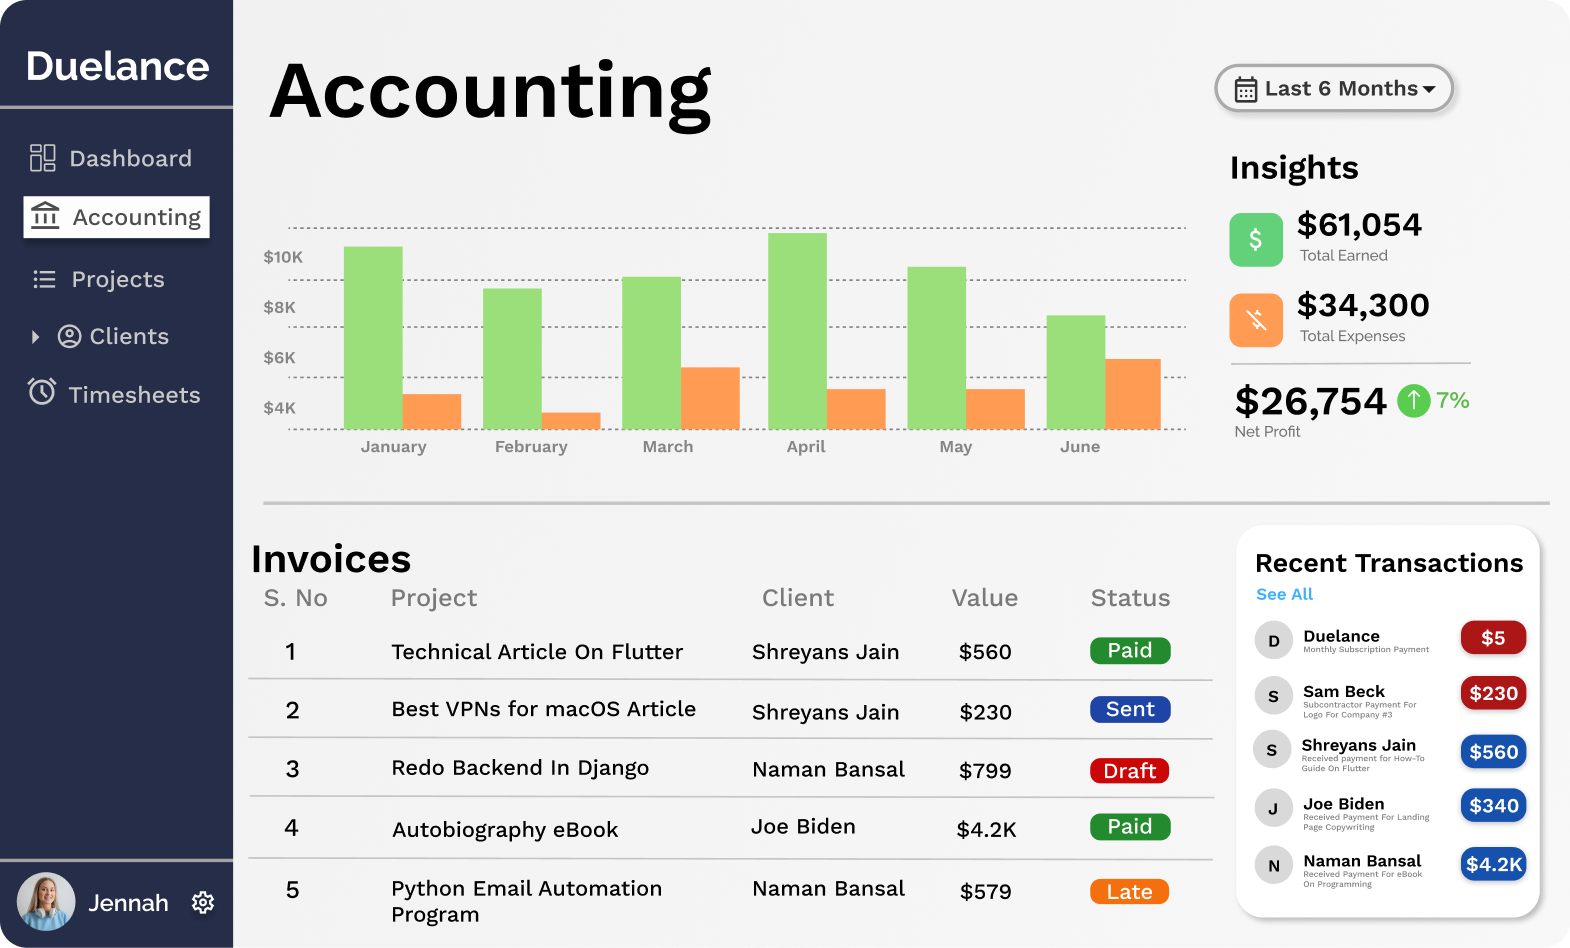 Duelance
Dashboard
Accounting
Projects
Clients
Timesheets
Jennah
Accounting
Last 6 Months
$10K
$8K
$6K
$4K
January February March April May June
Insights
$61,054
Total Earned
$34,300
Total Expenses
$26,754 7%
Net Profit
Invoices
S. No Project Client Value Status
1 Technical Article On Flutter Shreyans Jain $560 Paid
2 Best VPNs for macOS Article Shreyans Jain $230 Sent
3 Redo Backend In Django Naman Bansal $799 Draft
4 Autobiography eBook Joe Biden $4.2K Paid
5 Python Email Automation Naman Bansal $579 Late
Program
Recent Transactions
See All
D Duelance $5
Monthly Subscription Payment
S Sam Beck $230
Subcontractor Payment For
Logo For Company #3
S Shreyans Jain $560
Received payment for How-To
Guide On Flutter
J Joe Biden $340
Received Payment For Landing
Page Copywriting
N Naman Bansal $4.2K
Received Payment For eBook
On Programming